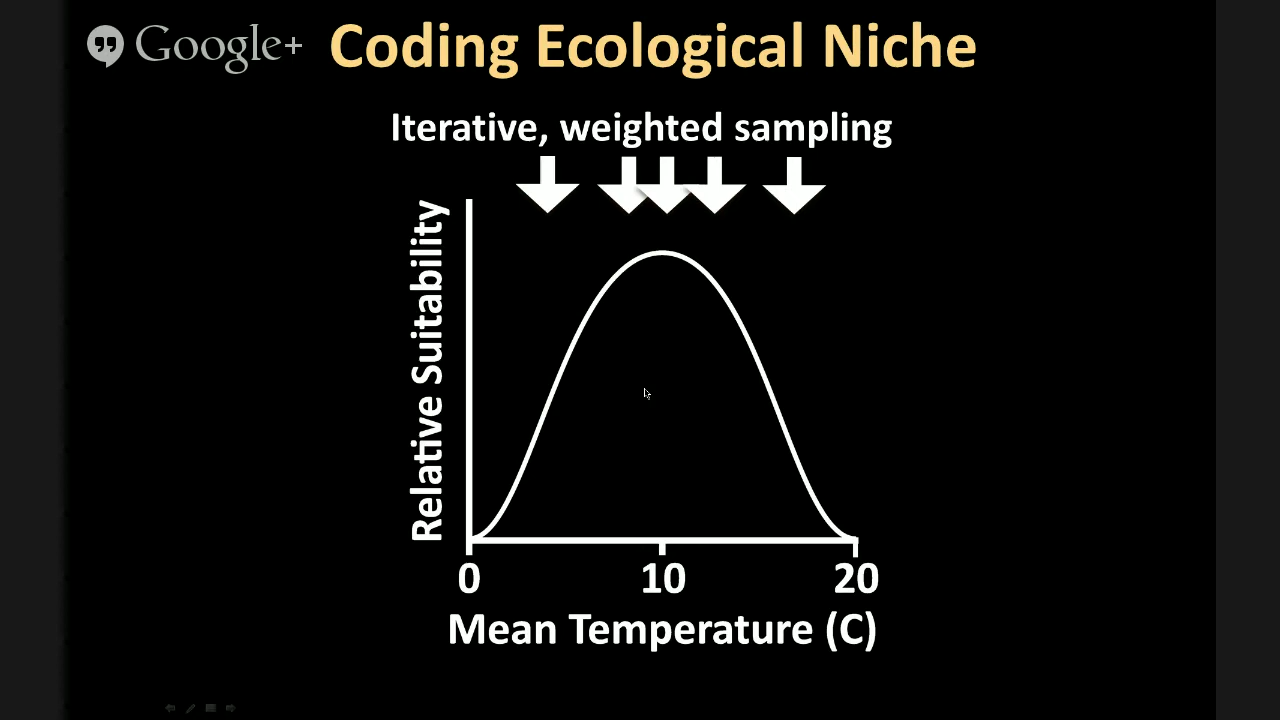 Google+
Coding Ecological Niche
Iterative, weighted sampling
Relative Suitability
0 10 20
Mean Temperature (C)